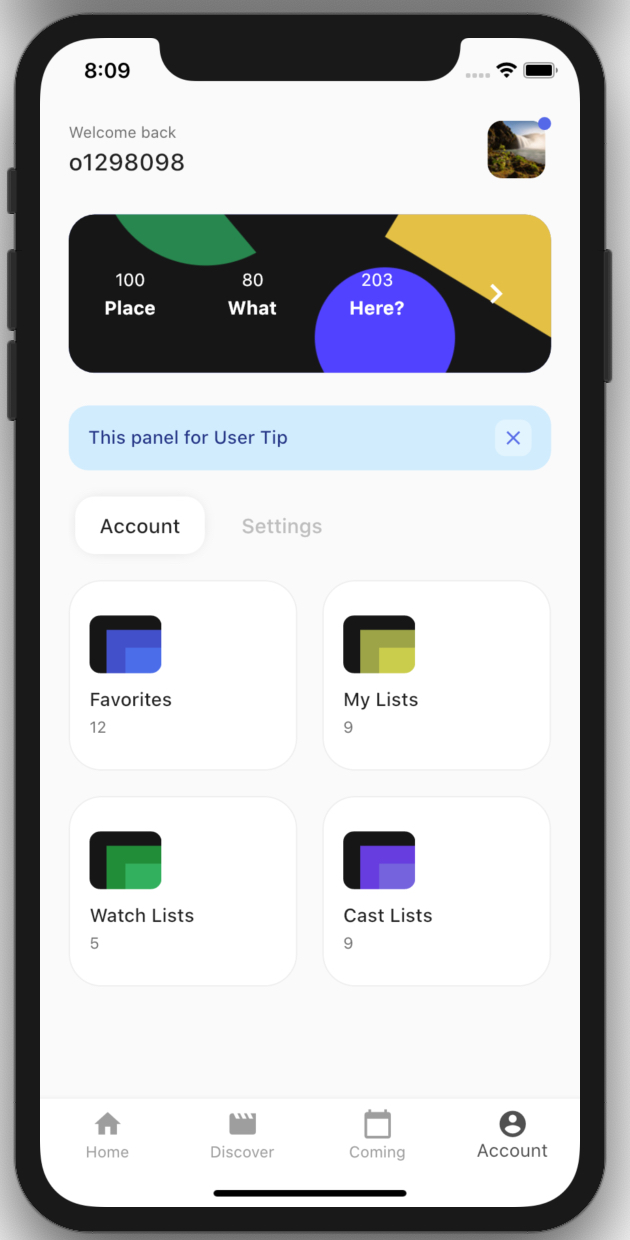 8:09
Welcome back
o1298098
100 80 203
Place What Here?
This panel for User Tip
Account Settings
Favorites My Lists
12 9
Watch Lists Cast Lists
5 9
Home Discover Coming Account